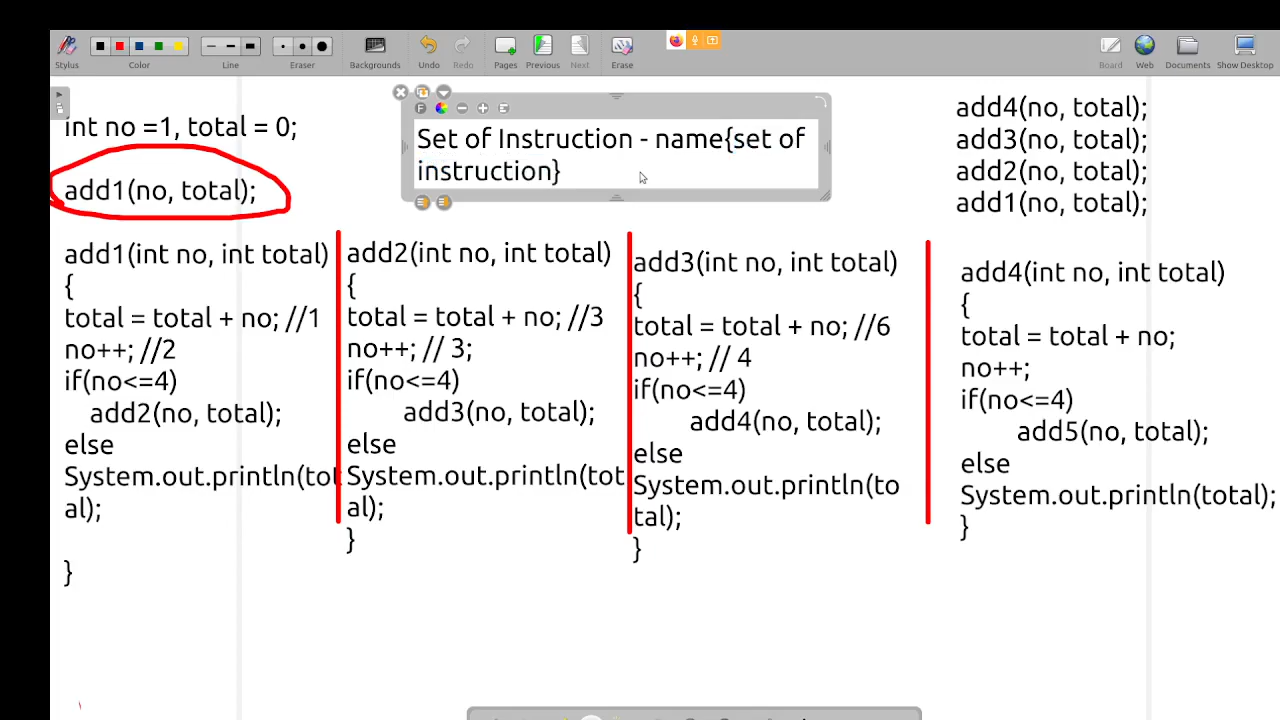 Stylus
Color
Line
Eraser
Backgrounds
Undo
Redo
Pages
Previous
Next
Erase
Board
Web
Documents
Show Desktop
int no =1, total = 0;
add1(no, total);
Set of Instruction - name{set of
instruction}
add4(no, total);
add3(no, total);
add2(no, total);
add1(no, total);
add1(int no, int total)
{
total = total + no; //1
no++; //2
if(no<=4)
add2(no, total);
else
System.out.println(tot
al);
}
add2(int no, int total)
{
total = total + no; //3
no++; // 3;
if(no<=4)
add3(no, total);
else
System.out.println(tot
al);
}
add3(int no, int total)
{
total = total + no; //6
no++; // 4
if(no<=4)
add4(no, total);
else
System.out.println(to
tal);
}
add4(int no, int total)
{
total = total + no;
no++;
if(no<=4)
add5(no, total);
else
System.out.println(total);
}